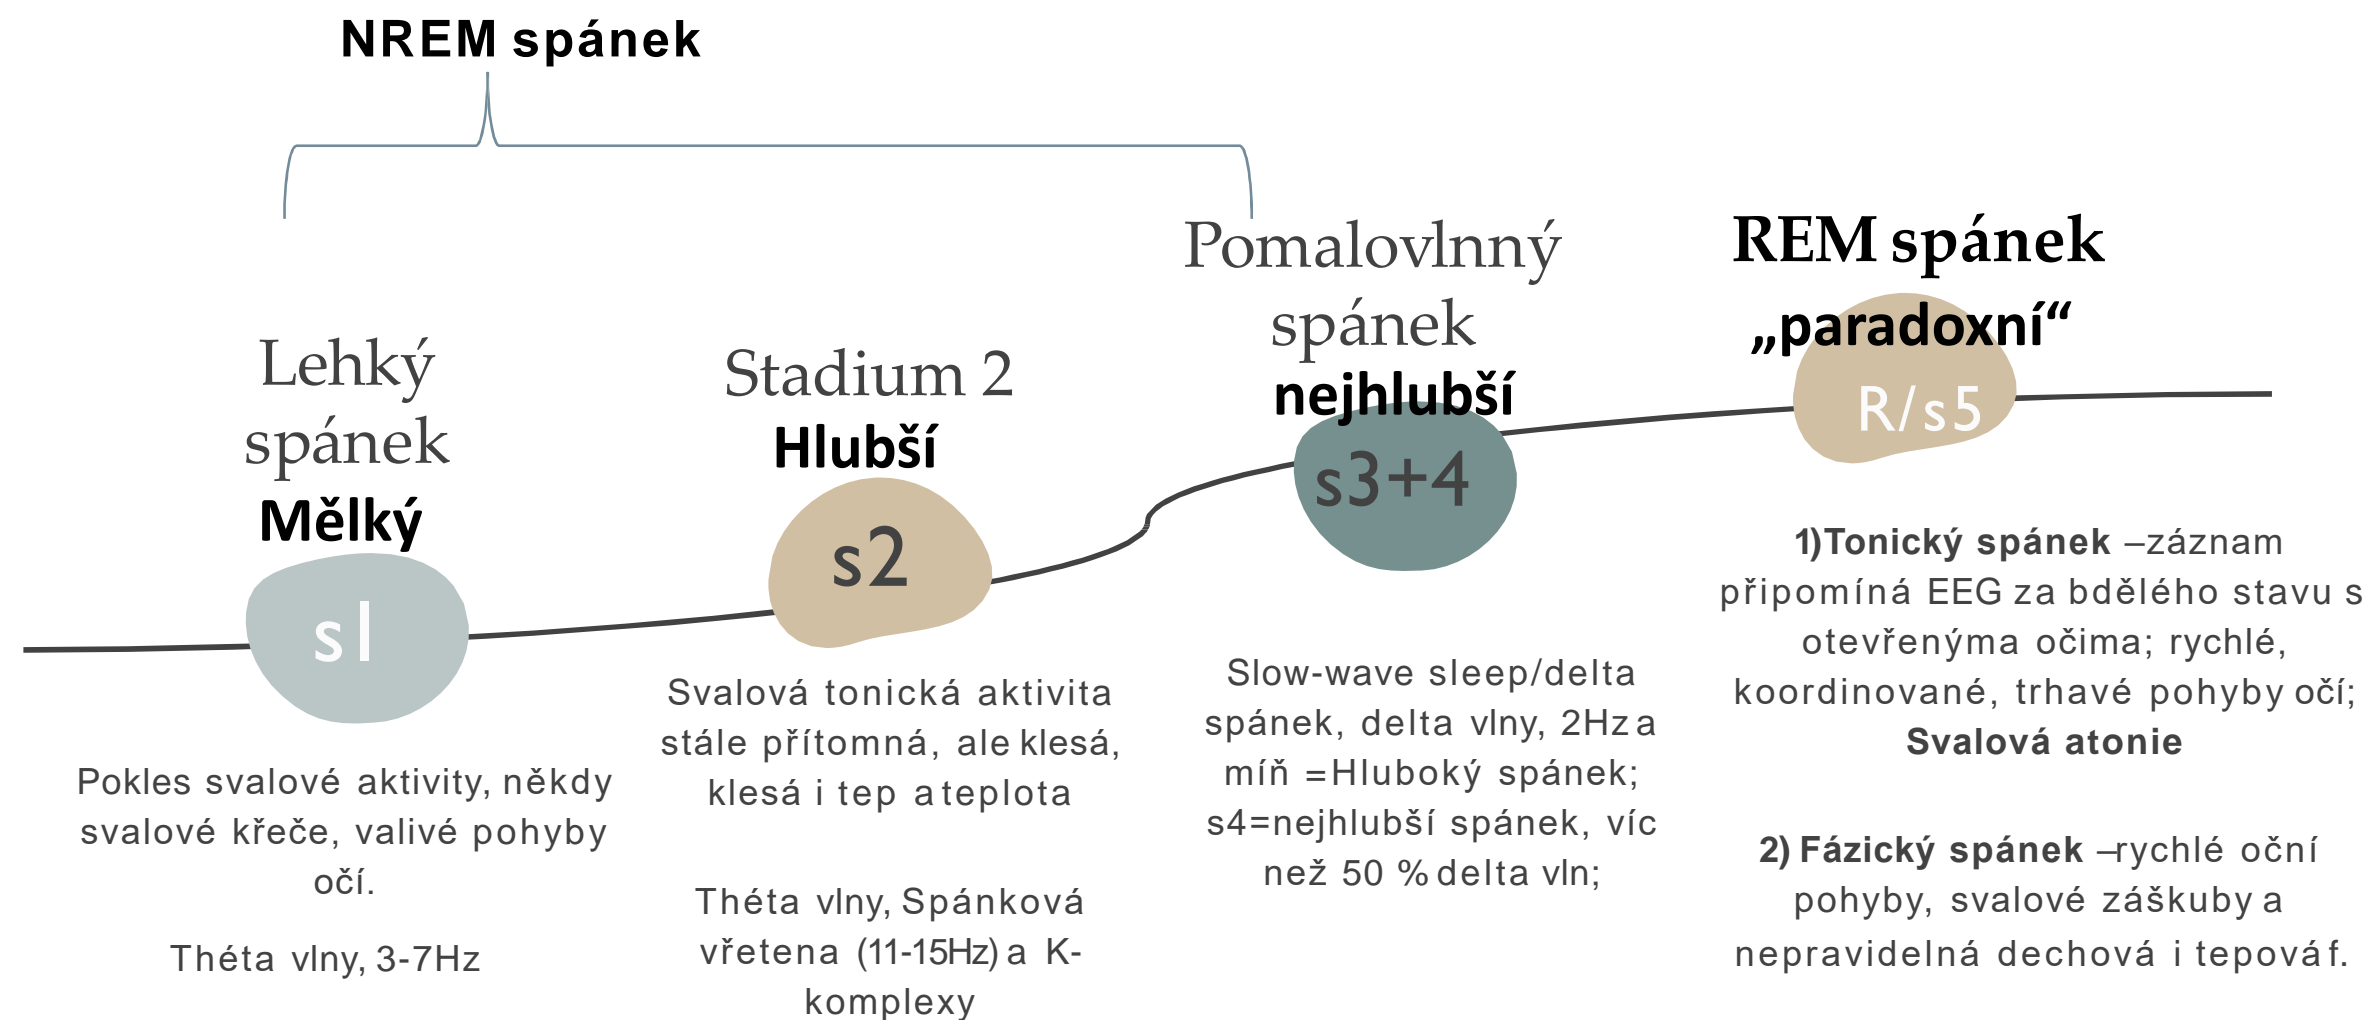 NREM spánek
Lehký
spánek
Mělký
s1
Pokles svalové aktivity, někdy
svalové křeče, valivé pohyby
očí.
Théta vlny, 3-7Hz
Stadium 2
Hlubší
s2
Svalová tonická aktivita
stále přítomná, ale klesá,
klesá i tep a teplota
Théta vlny, Spánková
vřetena (11-15Hz) a K-
komplexy
Pomalovlnný
spánek
nejhlubší
s3+4
Slow-wave sleep/delta
spánek, delta vlny, 2Hz a
míň =Hluboký spánek;
s4=nejhlubší spánek, víc
než 50 % delta vln;
REM spánek
„paradoxní“
R/s5
1)Tonický spánek –záznam
připomíná EEG za bdělého stavu s
otevřenýma očima; rychlé,
koordinované, trhavé pohyby očí;
Svalová atonie
2) Fázický spánek –rychlé oční
pohyby, svalové záškuby a
nepravidelná dechová i tepová f.